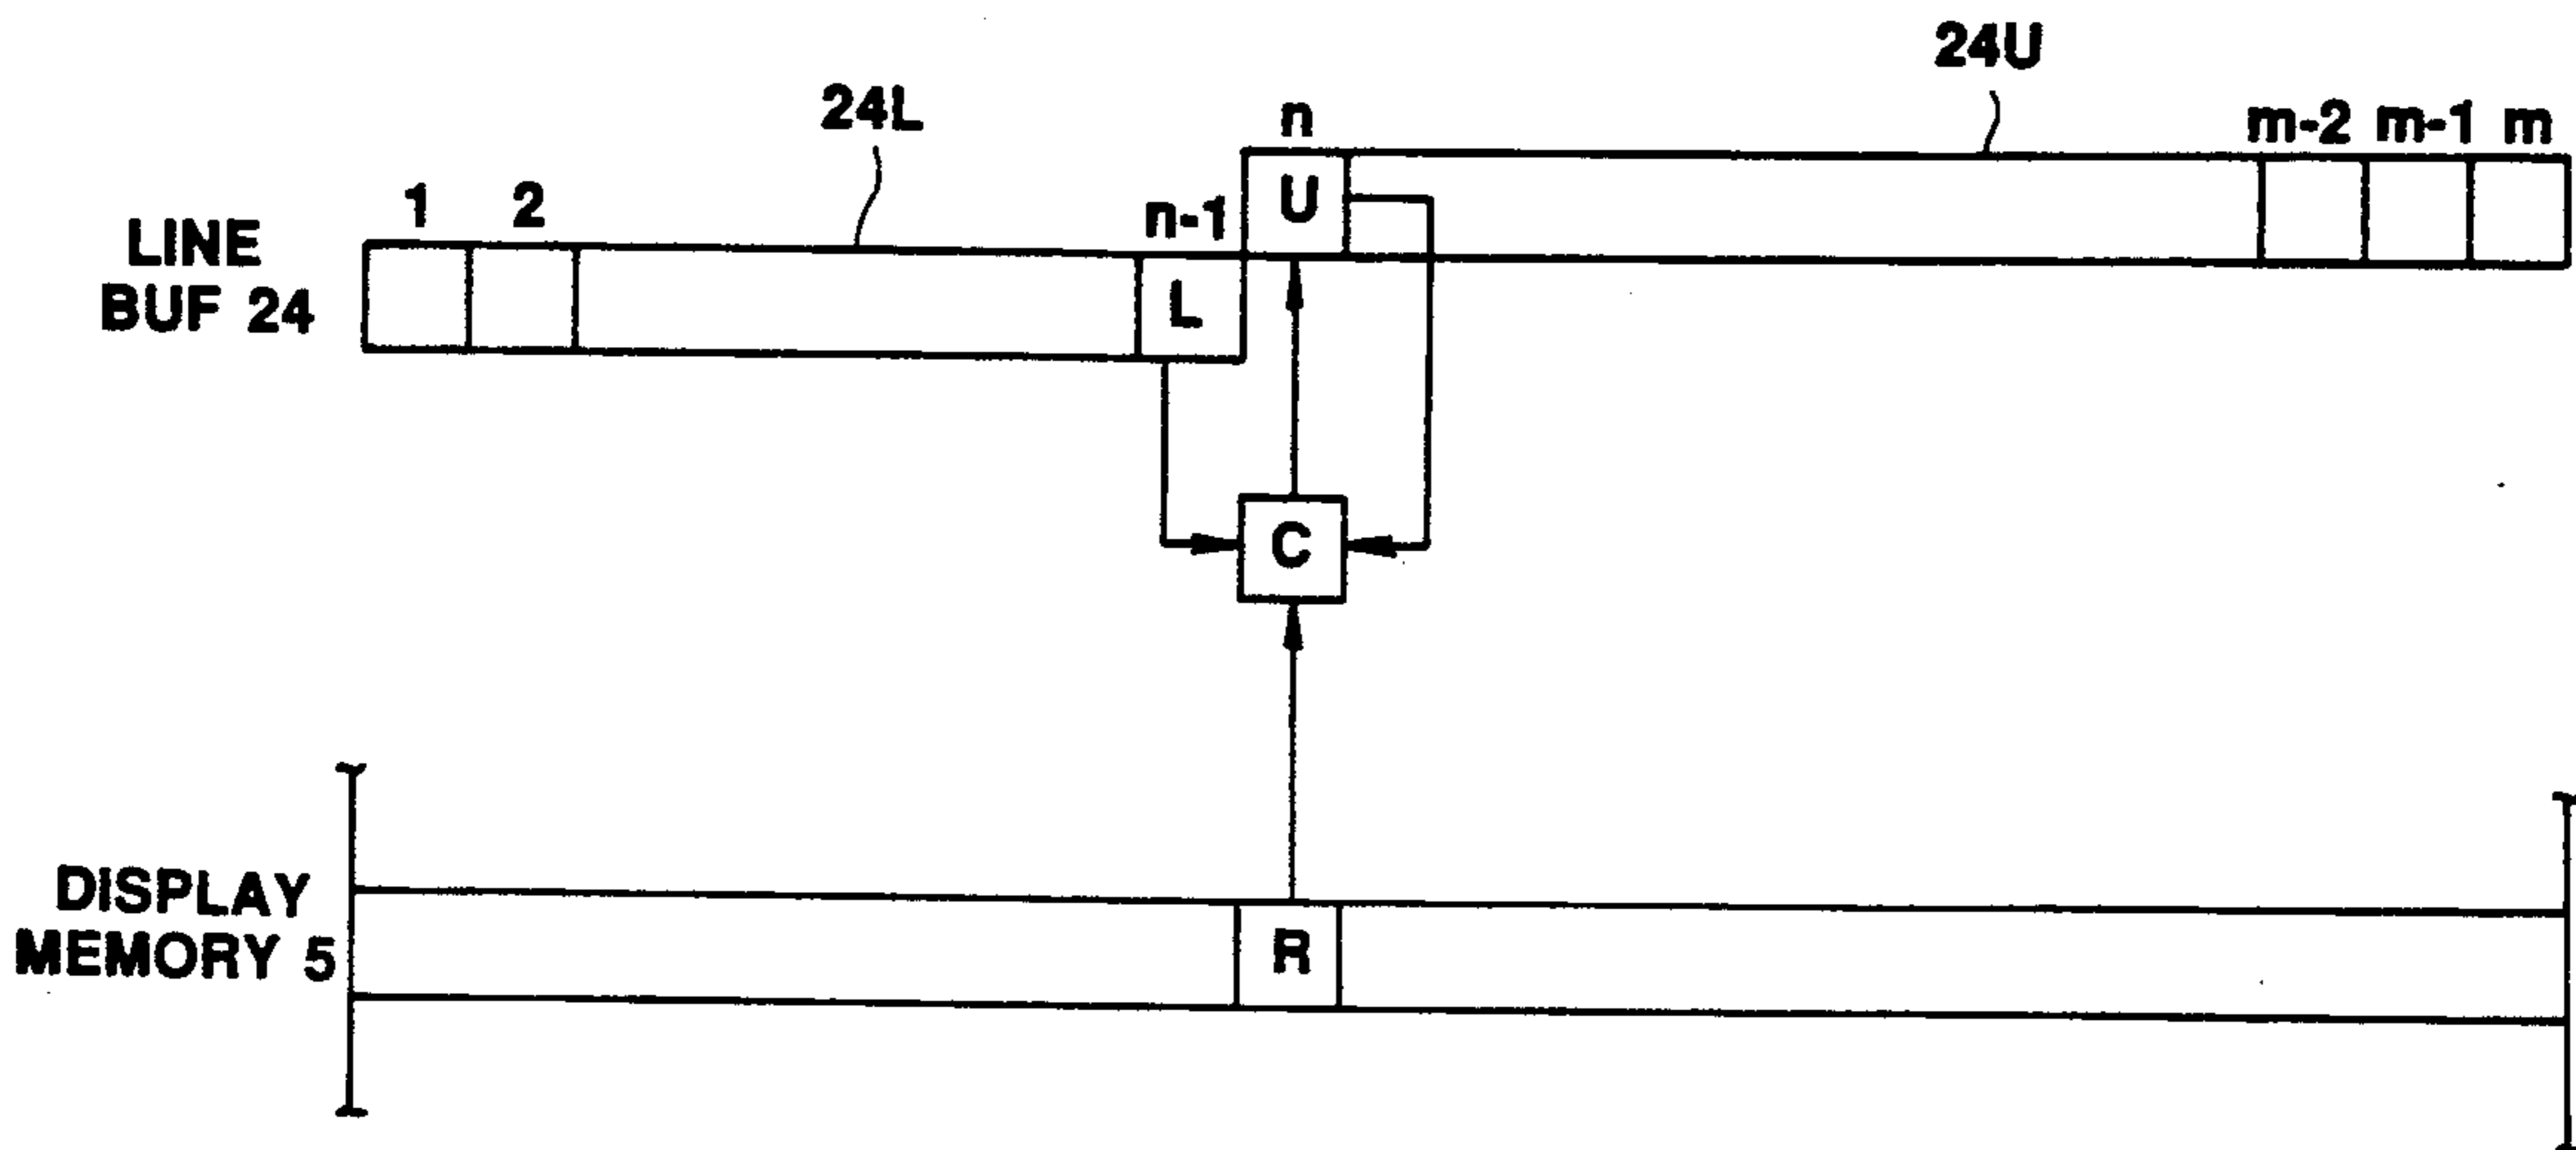 24U
24L
n
m-2 m-1 m
1 2
n-1
U
LINE
BUF 24
L
C
DISPLAY
MEMORY 5
R